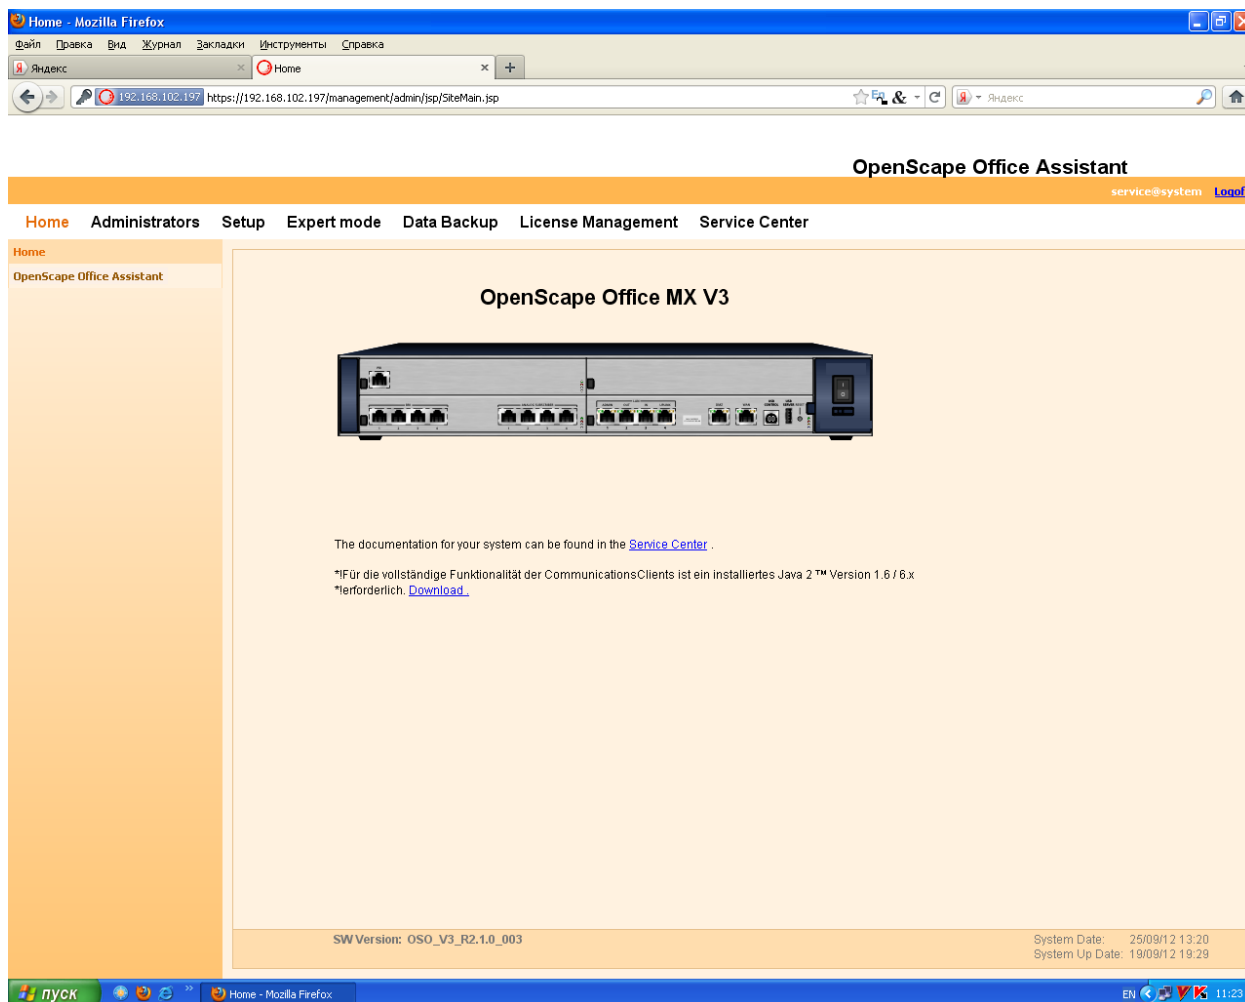 Home - Mozilla Firefox
Файл Правка Вид Журнал Закладки Инструменты Справка
Яндекс
Home
192.168.102.197 https://192.168.102.197/management/admin/jsp/SiteMain.jsp
Яндекс
OpenScape Office Assistant
service@system Logof
Home Administrators Setup Expert mode Data Backup License Management Service Center
Home
OpenScape Office Assistant
OpenScape Office MX V3
The documentation for your system can be found in the Service Center .
*!Für die vollständige Funktionalität der CommunicationsClients ist ein installiertes Java 2 ™ Version 1.6 / 6.x
*!erforderlich. Download .
SW Version: OSO_V3_R2.1.0_003
System Date: 25/09/12 13:20
System Up Date: 19/09/12 19:29
пуск
Home - Mozilla Firefox
EN
11:23